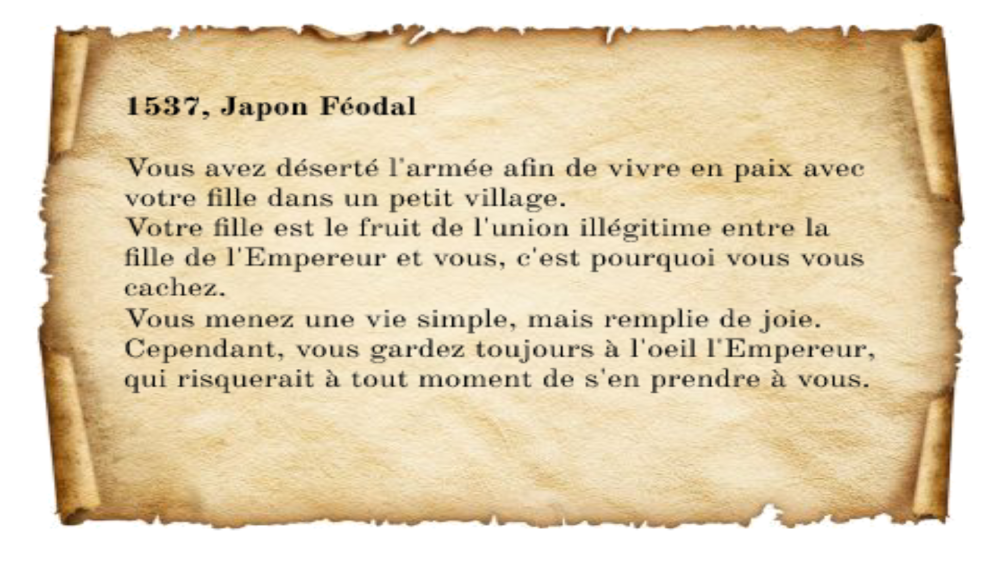 1537, Japon Féodal
Vous avez déserté l'armée afin de vivre en paix avec
votre fille dans un petit village.
Votre fille est le fruit de l'union illégitime entre la
fille de l'Empereur et vous, c'est pourquoi vous vous
cachez.
Vous menez une vie simple, mais remplie de joie.
Cependant, vous gardez toujours à l'oeil l'Empereur,
qui risquerait à tout moment de s'en prendre à vous.